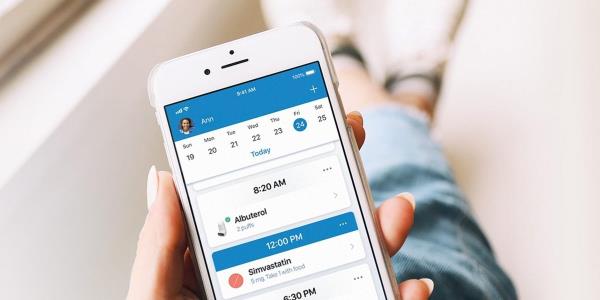 9:41 AM 100%
Ann +
Sun Mon Tue Wed Thu Fri Sat
19 20 21 22 23 24 25
Today
8:20 AM
Albuterol
2 puffs
12:00 PM
Simvastatin
5 mg, Take 1 with food
6:30 PM